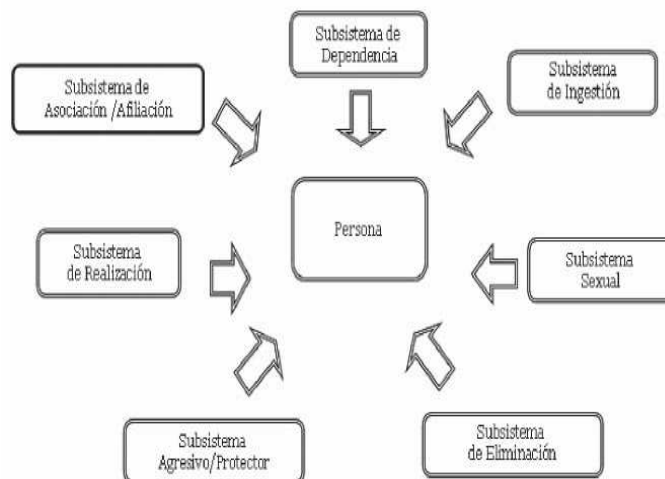 Subsistema de
Dependencia
Subsistema de
Asociación /Afiliación
Subsistema
de Ingestión
Persona
Subsistema
de Realización
Subsistema
Sexual
Subsistema
Agresivo/Protector
Subsistema
de Eliminación